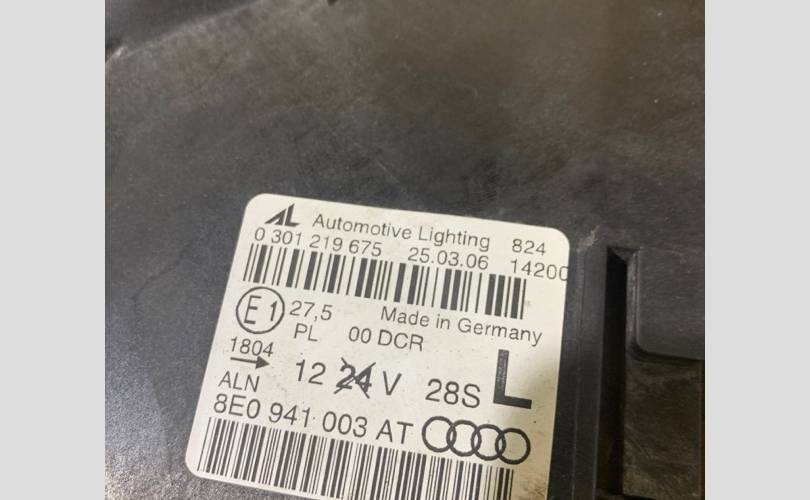 AL Automotive Lighting 824
0 301 219 675 25.03.06 14200
E1 27,5 Made in Germany
PL 00 DCR
1804
12 24 V 28S L
ALN
8E0 941 003 AT